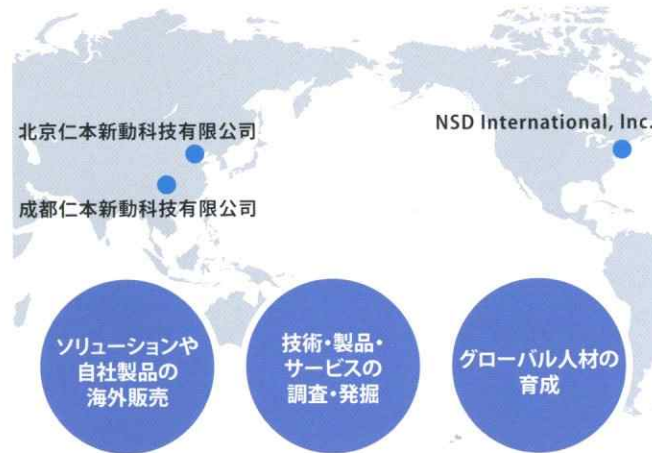 北京仁本新動科技有限公司
NSD International, Inc.
成都仁本新動科技有限公司
ソリューションや
自社製品の
海外販売
技術・製品・
サービスの
調査・発掘
グローバル人材の
育成